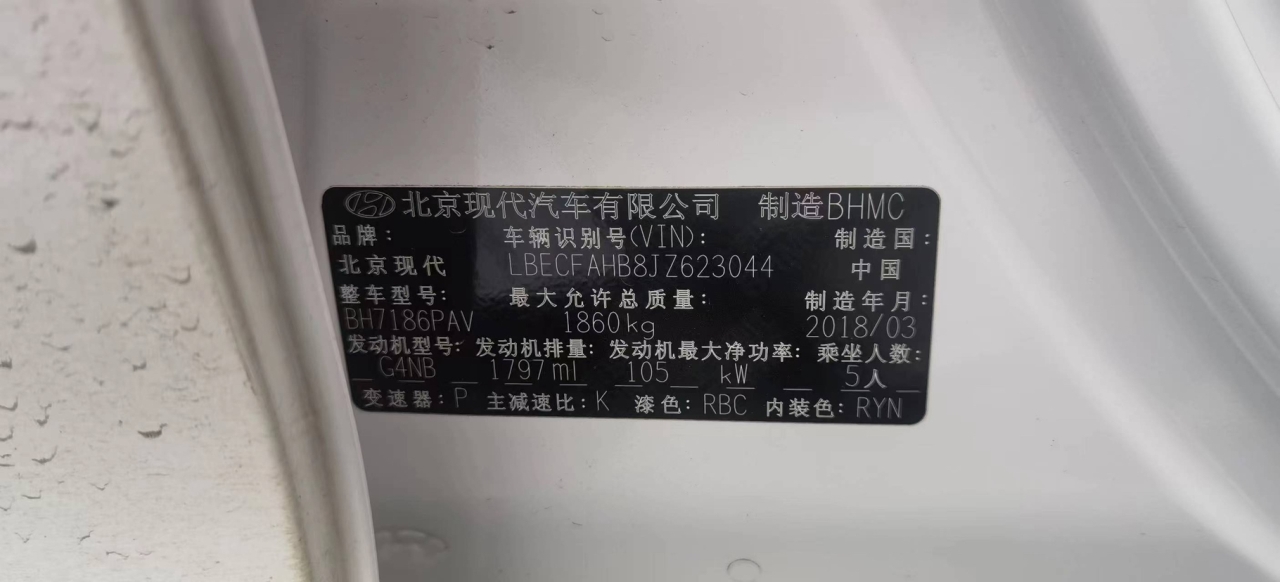 北京现代汽车有限公司 制造BHMC
品牌: 车辆识别号(VIN): 制造国:
北京现代 LBECFAHB8JZ623044 中国
整车型号: 最大允许总质量: 制造年月:
BH7186PAV 1860kg 2018/03
发动机型号: 发动机排量: 发动机最大净功率: 乘坐人数:
G4NB 1797ml 105 kW 5人
变速器: P 主减速比: K 漆色: RBC 内装色: RYN